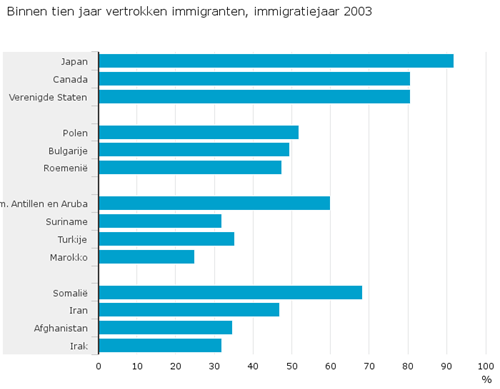 Binnen tien jaar vertrokken immigranten, immigratiejaar 2003
Japan
Canada
Verenigde Staten
Polen
Bulgarije
Roemenië
m. Antillen en Aruba
Suriname
Turkije
Marokko
Somalië
Iran
Afghanistan
Irak
0 10 20 30 40 50 60 70 80 90 100
%